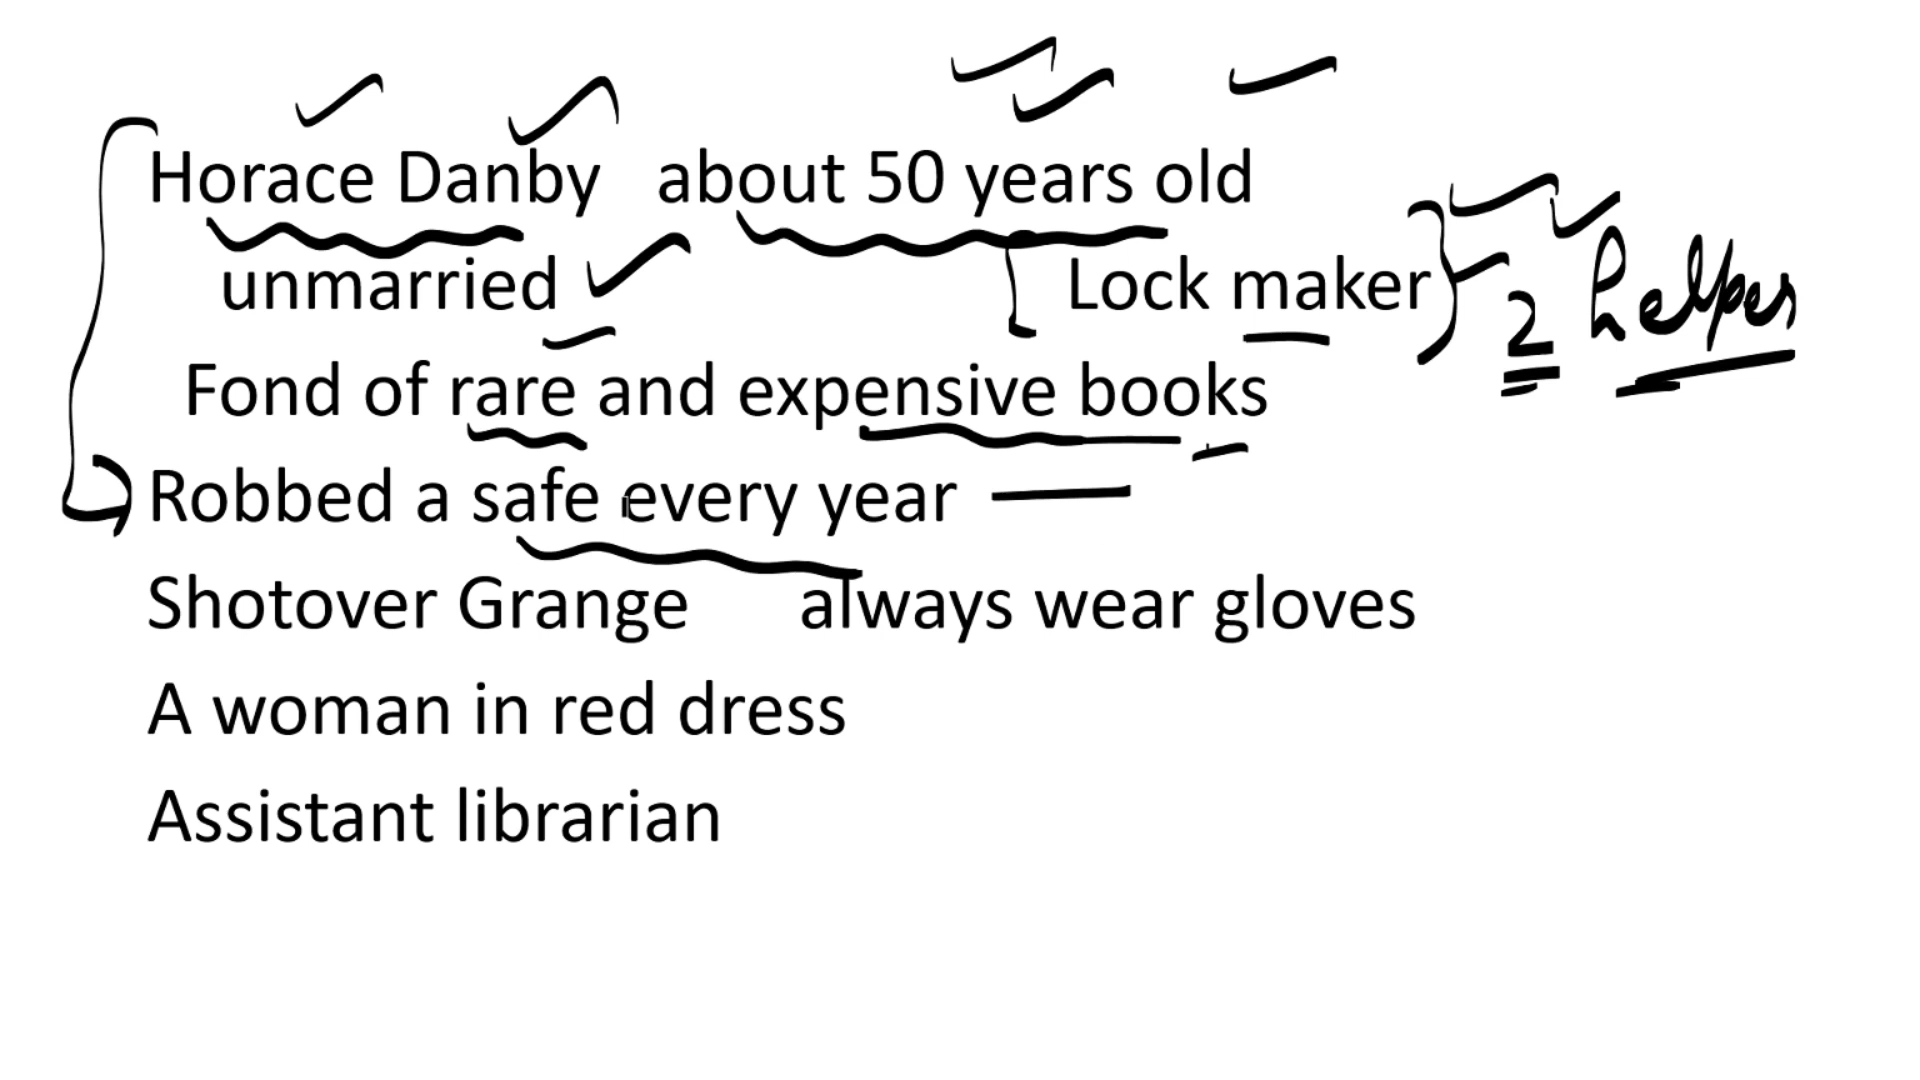 Horace Danby about 50 years old
unmarried Lock maker 2 helper
Fond of rare and expensive books
Robbed a safe every year
Shotover Grange always wear gloves
A woman in red dress
Assistant librarian